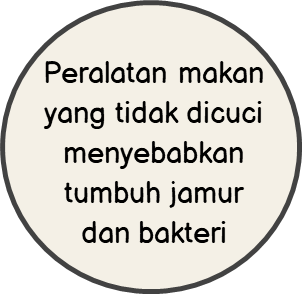 Peralatan makan
yang tidak dicuci
menyebabkan
tumbuh jamur
dan bakteri